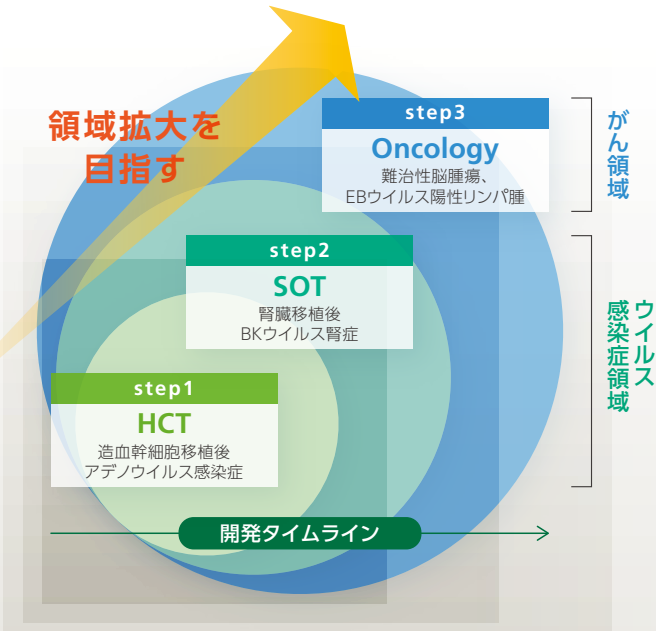 領域拡大を
目指す
step3
Oncology
難治性脳腫瘍、
EBウイルス陽性リンパ腫
がん領域
step2
SOT
腎臓移植後
BKウイルス腎症
ウイルス
感染症領域
step1
HCT
造血幹細胞移植後
アデノウイルス感染症
開発タイムライン